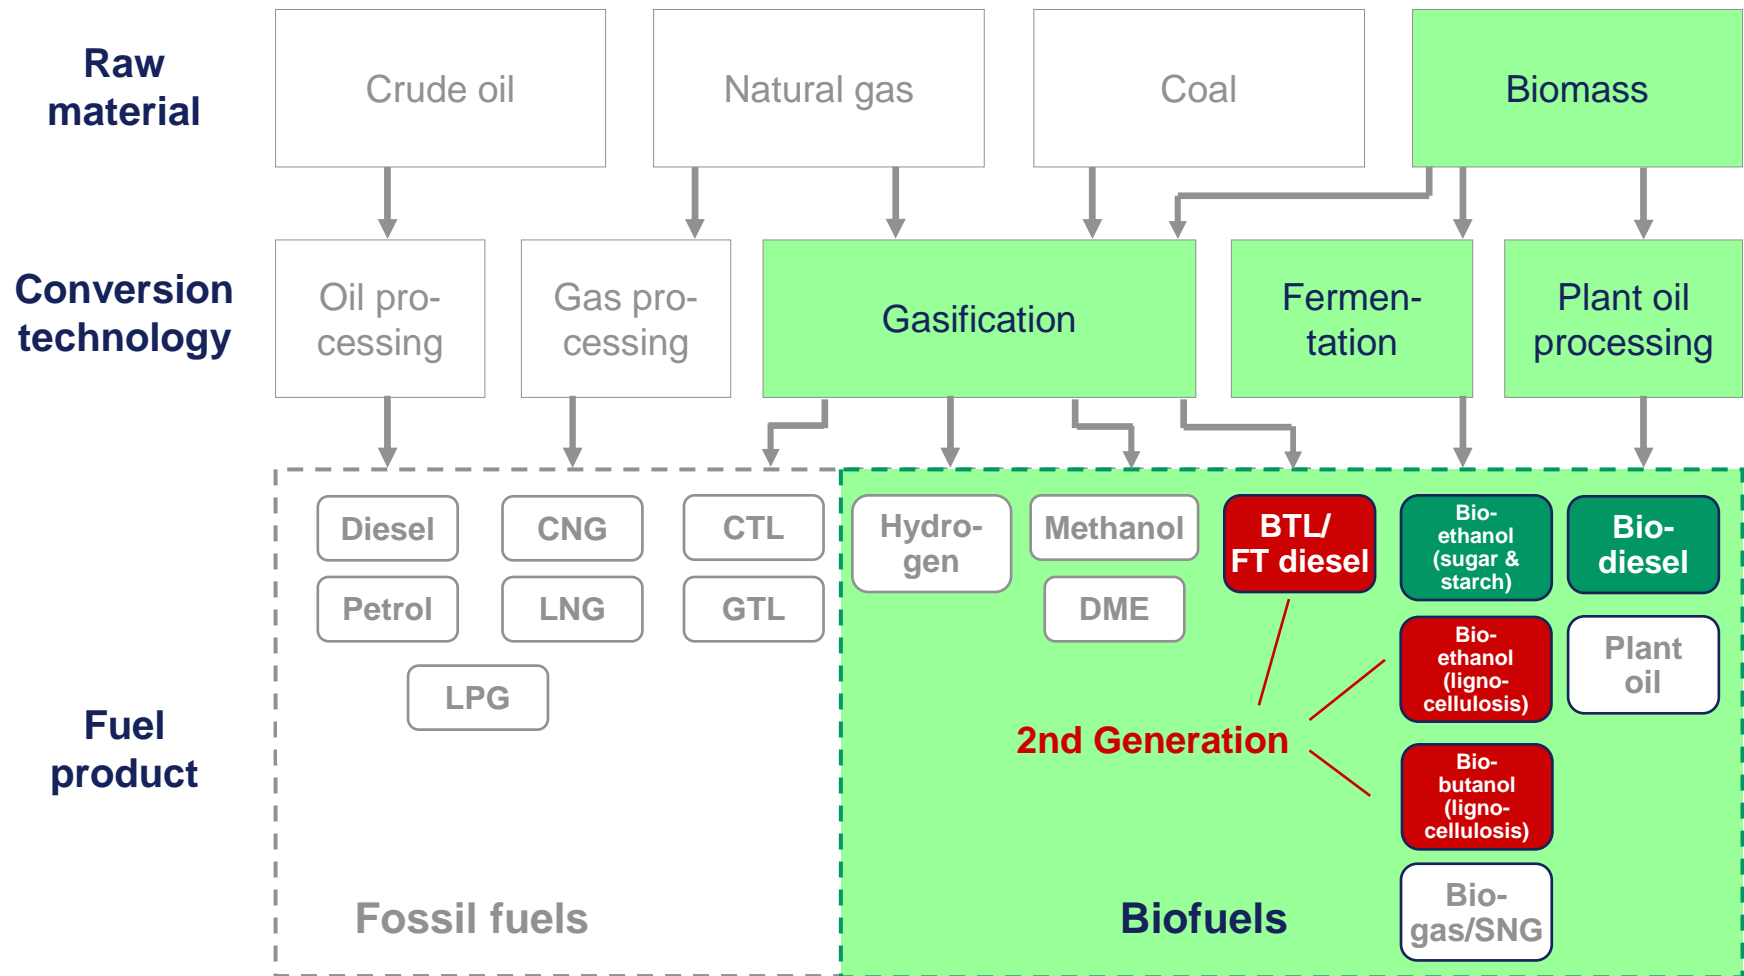 Raw
material
Crude oil
Natural gas
Coal
Biomass
Conversion
technology
Oil pro-
cessing
Gas pro-
cessing
Gasification
Fermen-
tation
Plant oil
processing
Fuel
product
Diesel
CNG
CTL
Petrol
LNG
GTL
LPG
Fossil fuels
Hydro-
gen
Methanol
DME
BTL/
FT diesel
Bio-
ethanol
(sugar &
starch)
Bio-
diesel
Bio-
ethanol
(ligno-
cellulosis)
Plant
oil
2nd Generation
Bio-
butanol
(ligno-
cellulosis)
Bio-
gas/SNG
Biofuels